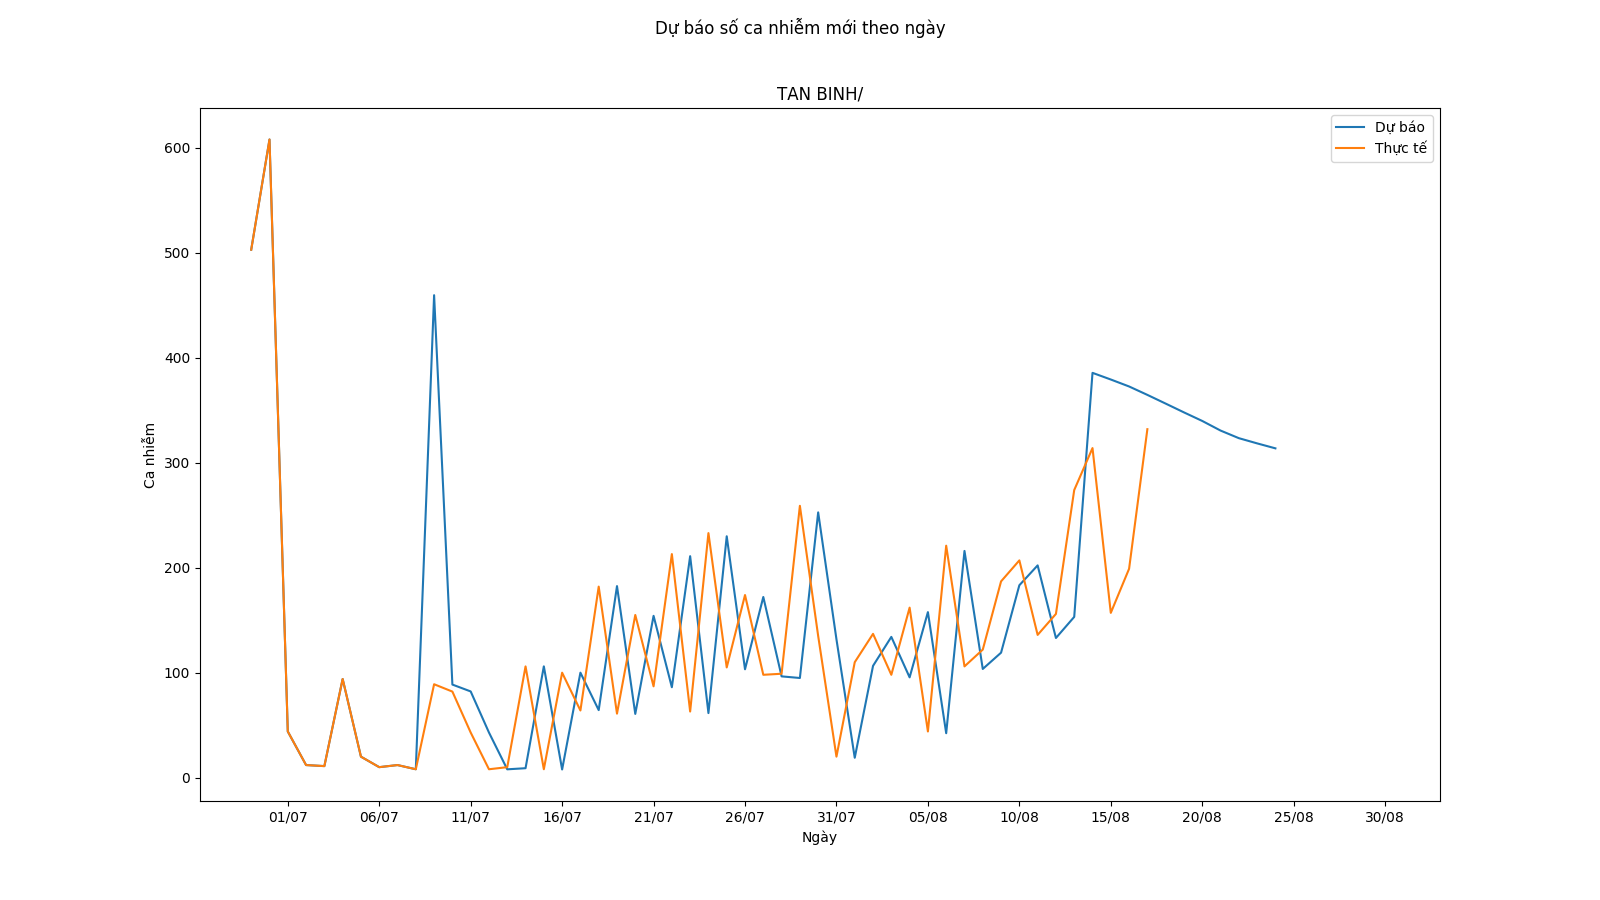 Dự báo số ca nhiễm mới theo ngày
TAN BINH/
Dự báo
Thực tế
600
500
400
300
200
100
0
Ca nhiễm
01/07 06/07 11/07 16/07 21/07 26/07 31/07 05/08 10/08 15/08 20/08 25/08 30/08
Ngày